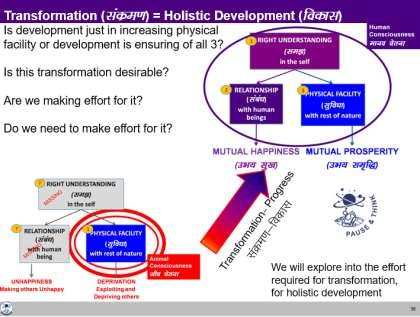 Transformation (संक्रमण) = Holistic Development (विकास)
Is development just in increasing physical
facility or development is ensuring of all 3?
Is this transformation desirable?
Are we making effort for it?
Do we need to make effort for it?
Human
Consciousness
मानव चेतना
1
RIGHT UNDERSTANDING
(समझ)
in the self
2
RELATIONSHIP
(संबंध)
with human
beings
3
PHYSICAL FACILITY
(सुविधा)
with rest of nature
MUTUAL HAPPINESS
(उभय सुख)
MUTUAL PROSPERITY
(उभय समृद्धि)
Transformation–Progress
संक्रमण–विकास
PAUSE & THINK
?
RIGHT UNDERSTANDING
(समझ)
in the self
MISSING
?
RELATIONSHIP
(संबंध)
with human
being
MISSING
PHYSICAL FACILITY
(सुविधा)
with rest of nature
Animal
Consciousness
जीव चेतना
UNHAPPINESS
Making others Unhappy
DEPRIVATION
Exploiting and
Depriving others
We will explore into the effort
required for transformation,
for holistic development